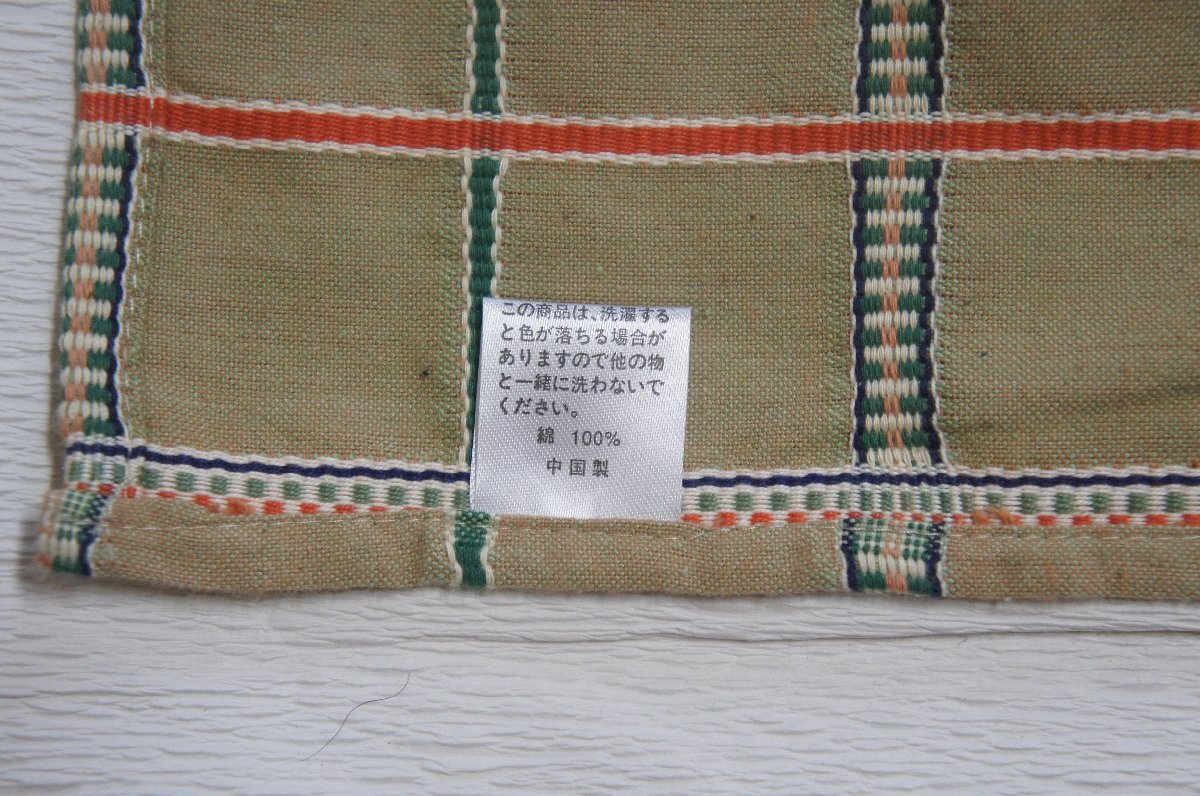 この商品は、洗濯する
と色が落ちる場合が
ありますので他の物
と一緒に洗わないで
ください。
綿 100%
中国製